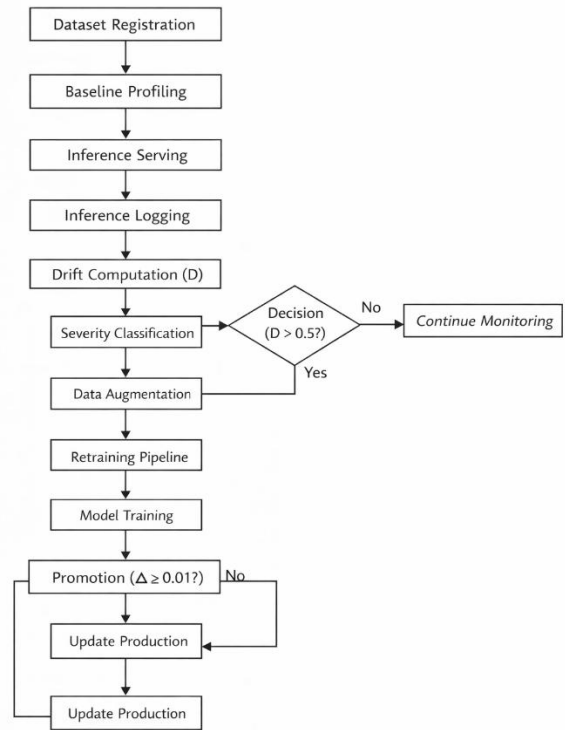 Dataset Registration
Baseline Profiling
Inference Serving
Inference Logging
Drift Computation (D)
Severity Classification
Decision
(D > 0.5?)
No
Continue Monitoring
Yes
Data Augmentation
Retraining Pipeline
Model Training
Promotion (Δ ≥ 0.01?)
No
Update Production
Update Production